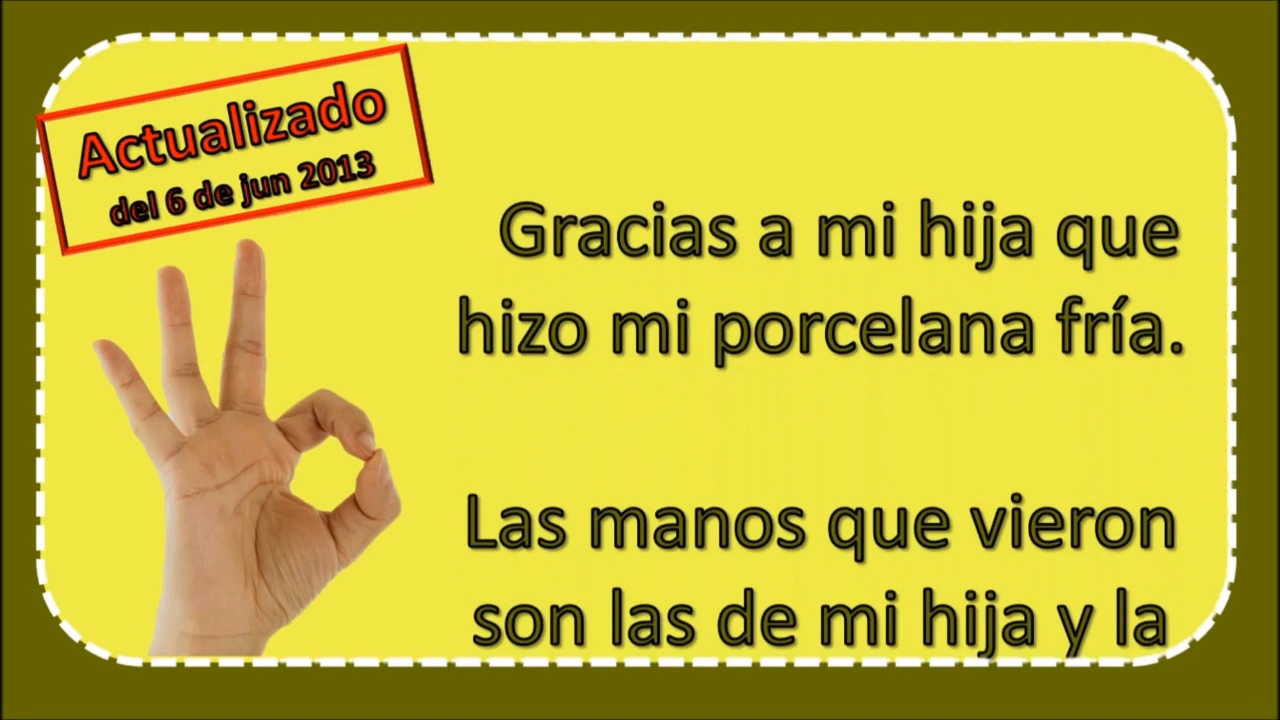 Actualizado
del 6 de jun 2013
Gracias a mi hija que
hizo mi porcelana fría.
Las manos que vieron
son las de mi hija y la